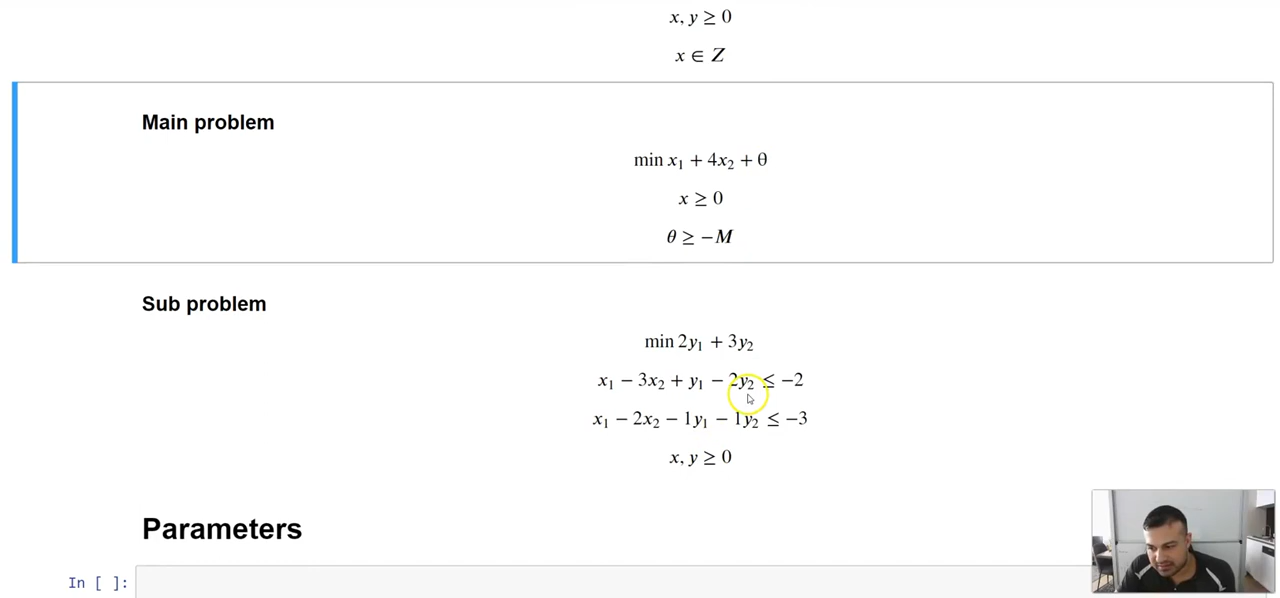 x, y ≥ 0
x ∈ Z
Main problem
min x₁ + 4x₂ + θ
x ≥ 0
θ ≥ −M
Sub problem
min 2y₁ + 3y₂
x₁ − 3x₂ + y₁ − 2y₂ ≤ −2
x₁ − 2x₂ − 1y₁ − 1y₂ ≤ −3
x, y ≥ 0
Parameters
In [ ]: